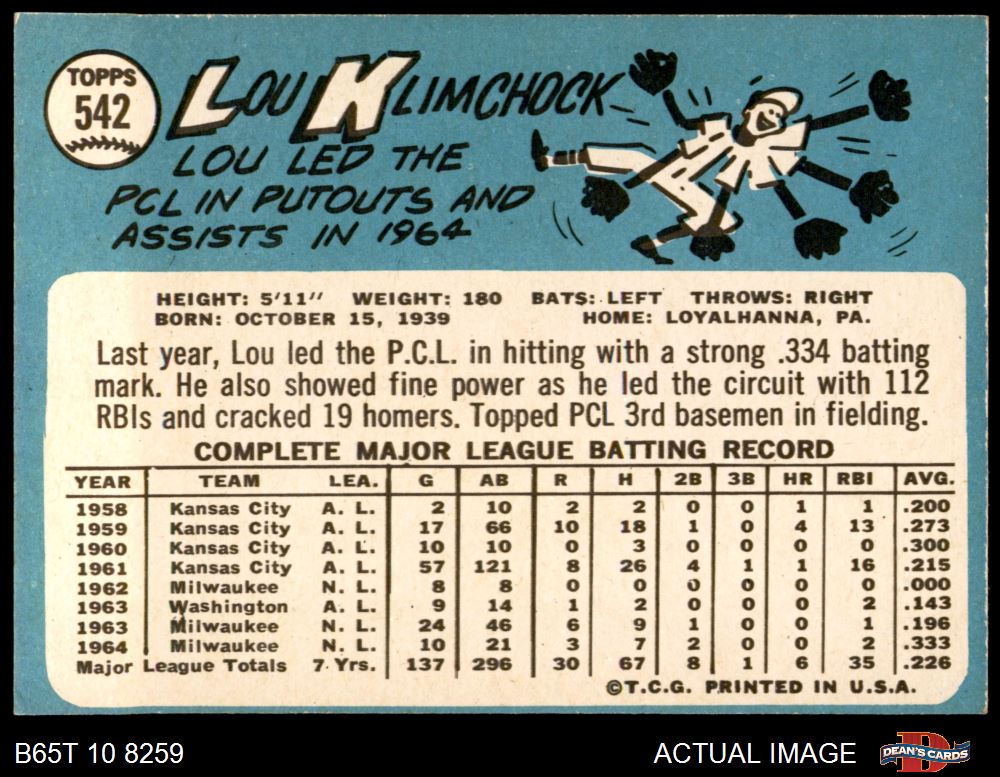 TOPPS
542
LOU KLIMCHOCK
LOU LED THE
PCL IN PUTOUTS AND
ASSISTS IN 1964
HEIGHT: 5'11" WEIGHT: 180 BATS: LEFT THROWS: RIGHT
BORN: OCTOBER 15, 1939 HOME: LOYALHANNA, PA.
Last year, Lou led the P.C.L. in hitting with a strong .334 batting
mark. He also showed fine power as he led the circuit with 112
RBIs and cracked 19 homers. Topped PCL 3rd basemen in fielding.
COMPLETE MAJOR LEAGUE BATTING RECORD
YEAR TEAM LEA. G AB R H 2B 3B HR RBI AVG.
1958 Kansas City A. L. 2 10 2 2 0 0 1 1 .200
1959 Kansas City A. L. 17 66 10 18 1 0 4 13 .273
1960 Kansas City A. L. 10 10 0 3 0 0 0 0 .300
1961 Kansas City A. L. 57 121 8 26 4 1 1 16 .215
1962 Milwaukee N. L. 8 8 0 0 0 0 0 0 .000
1963 Washington A. L. 9 14 1 2 0 0 0 2 .143
1963 Milwaukee N. L. 24 46 6 9 1 0 0 1 .196
1964 Milwaukee N. L. 10 21 3 7 2 0 0 2 .333
Major League Totals 7 Yrs. 137 296 30 67 8 1 6 35 .226
©T.C.G. PRINTED IN U.S.A.
B65T 10 8259 ACTUAL IMAGE DEAN'S CARDS